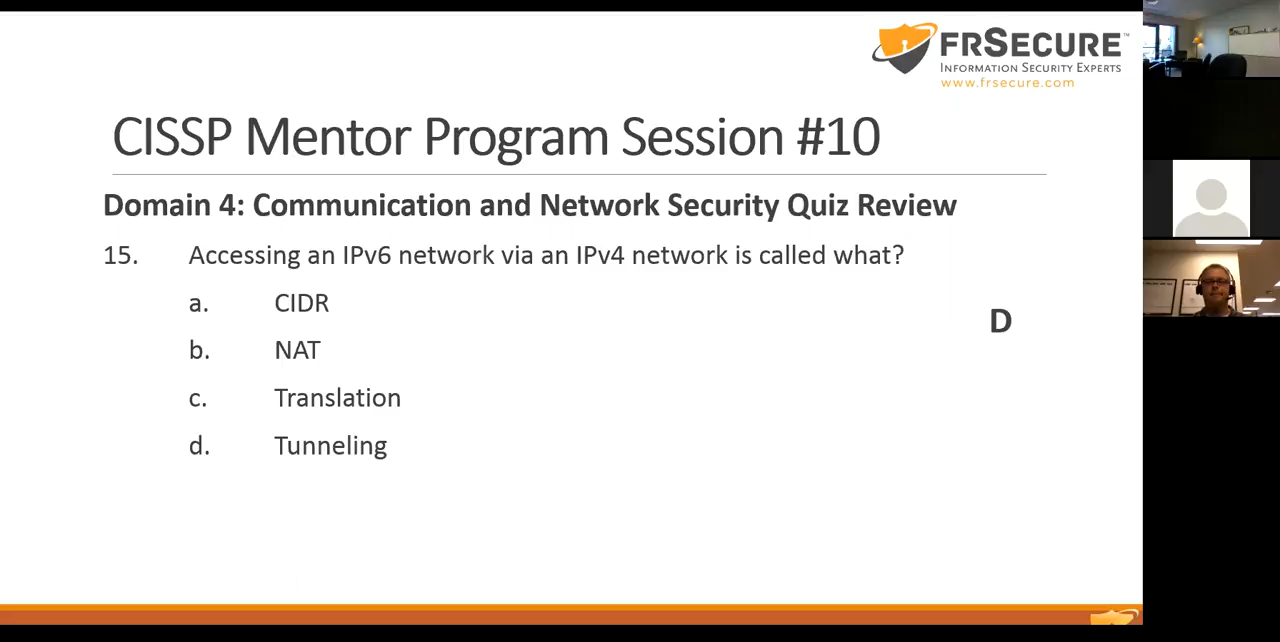 FRSECURE™
INFORMATION SECURITY EXPERTS
www.frsecure.com
CISSP Mentor Program Session #10
Domain 4: Communication and Network Security Quiz Review
15. Accessing an IPv6 network via an IPv4 network is called what?
a. CIDR
D
b. NAT
c. Translation
d. Tunneling